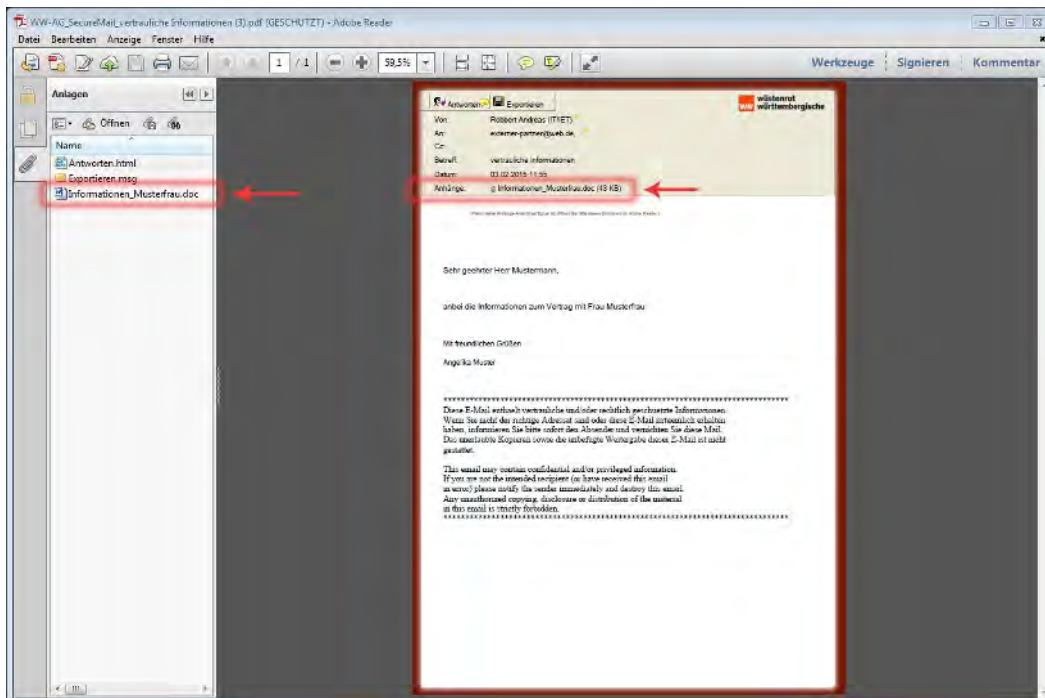 WW-AG_SecureMail_vertrauliche Informationen (3).pdf (GESCHÜTZT) - Adobe Reader
Datei Bearbeiten Anzeige Fenster Hilfe
1 / 1 59,5% Werkzeuge Signieren Kommentar
Anlagen
Öffnen
Name
Antworten.html
Exportieren.msg
Informationen_Musterfrau.doc
Antworten Exportieren
ww wüstenrot
württembergische
Von: Robbert Andreas (IT/NET)
An: externer-partner@web.de,
Cc:
Betreff: vertrauliche Informationen
Datum: 03.02.2015 11:55
Anhänge: Informationen_Musterfrau.doc (43 KB)
Sehr geehrter Herr Mustermann,
anbei die Informationen zum Vertrag mit Frau Musterfrau
Mit freundlichen Grüßen
Angelika Muster
Diese E-Mail enthaelt vertrauliche und/oder rechtlich geschuetzte Informationen.
Wenn Sie nicht der richtige Adressat sind oder diese E-Mail irrtuemlich erhalten
haben, informieren Sie bitte sofort den Absender und vernichten Sie diese Mail.
Das unerlaubte Kopieren sowie die unbefugte Weitergabe dieser E-Mail ist nicht
gestattet.
This email may contain confidential and/or privileged information.
If you are not the intended recipient (or have received this email
in error) please notify the sender immediately and destroy this email.
Any unauthorized copying, disclosure or distribution of the material
in this email is strictly forbidden.